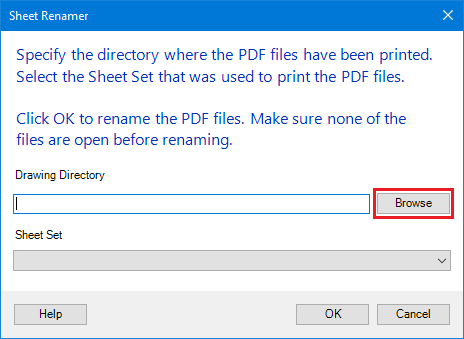 Sheet Renamer
Specify the directory where the PDF files have been printed.
Select the Sheet Set that was used to print the PDF files.
Click OK to rename the PDF files. Make sure none of the
files are open before renaming.
Drawing Directory
Browse
Sheet Set
Help
OK
Cancel